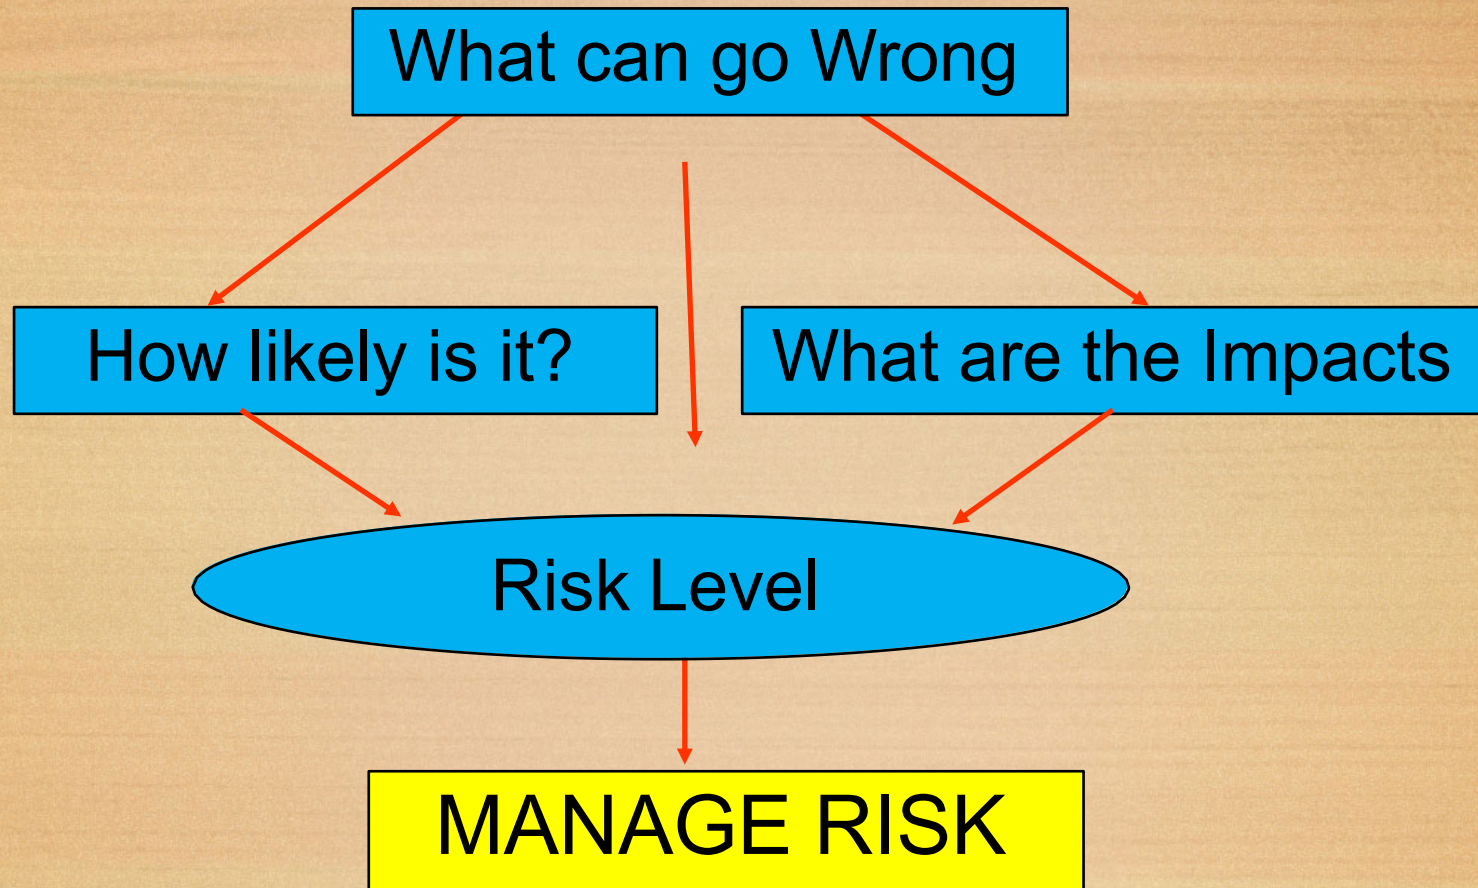 What can go Wrong
How likely is it?
What are the Impacts
Risk Level
MANAGE RISK